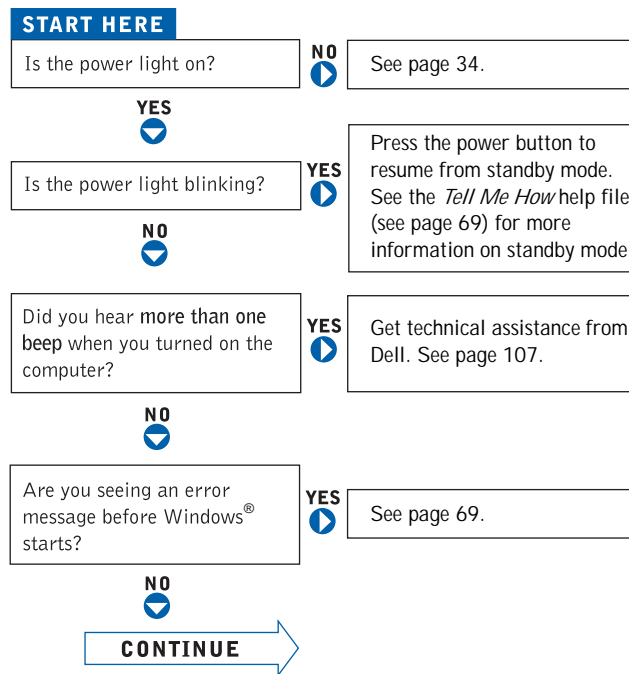 START HERE
Is the power light on?
NO
See page 34.
YES
Is the power light blinking?
YES
Press the power button to
resume from standby mode.
See the Tell Me How help file
(see page 69) for more
information on standby mode
NO
Did you hear more than one
beep when you turned on the
computer?
YES
Get technical assistance from
Dell. See page 107.
NO
Are you seeing an error
message before Windows®
starts?
YES
See page 69.
NO
CONTINUE